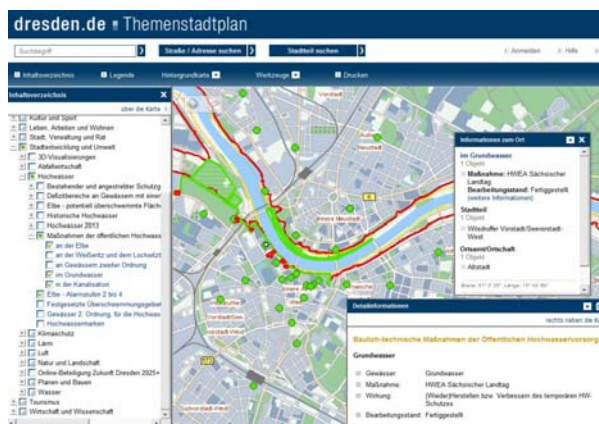 dresden.de Themenstadtplan
Suchbegriff
Straße / Adresse suchen
Stadtteil suchen
Anmelden
Hilfe
Inhaltsverzeichnis
Legende
Hintergrundkarte
Werkzeuge
Drucken
Inhaltsverzeichnis
über die Karte
Kultur und Sport
Leben, Arbeiten und Wohnen
Stadt, Verwaltung und Rat
Stadtentwicklung und Umwelt
3D-Visualisierungen
Abfallwirtschaft
Hochwasser
Bestehender und angestrebter Schutzg
Defizitbereiche an Gewässern mit einer
Elbe - potentiell überschwemmte Fläch
Historische Hochwasser
Hochwasser 2013
Maßnahmen der öffentlichen Hochwass
an der Elbe
an der Weißeritz und dem Lockwitz
an Gewässern zweiter Ordnung
im Grundwasser
in der Kanalisation
Elbe - Alarmstufen 2 bis 4
Festgesetzte Überschwemmungsgebiet
Gewässer 2. Ordnung, für die Hochwa
Hochwassermarken
Klimaschutz
Lärm
Luft
Natur und Landschaft
Online-Beteiligung Zukunft Dresden 2025+
Planen und Bauen
Wasser
Tourismus
Wirtschaft und Wissenschaft
Innere Neustadt
Informationen zum Ort
im Grundwasser
1 Objekt
Maßnahme: HWEA Sächsischer
Landtag
Bearbeitungsstand: Fertiggestellt
(weitere Informationen)
Stadtteil
1 Objekt
Wilsdruffer Vorstadt/Seevorstadt-
West
Ortsamt/Ortschaft
1 Objekt
Altstadt
Detailinformationen
rechts neben die Ka
Baulich-technische Maßnahmen der Öffentlichen Hochwasservorsorg
Grundwasser
Gewässer: Grundwasser
Maßnahme: HWEA Sächsischer Landtag
Wirkung: (Wieder)Herstellen bzw. Verbessern des temporären HW-
Schutzes
Bearbeitungsstand: Fertiggestellt